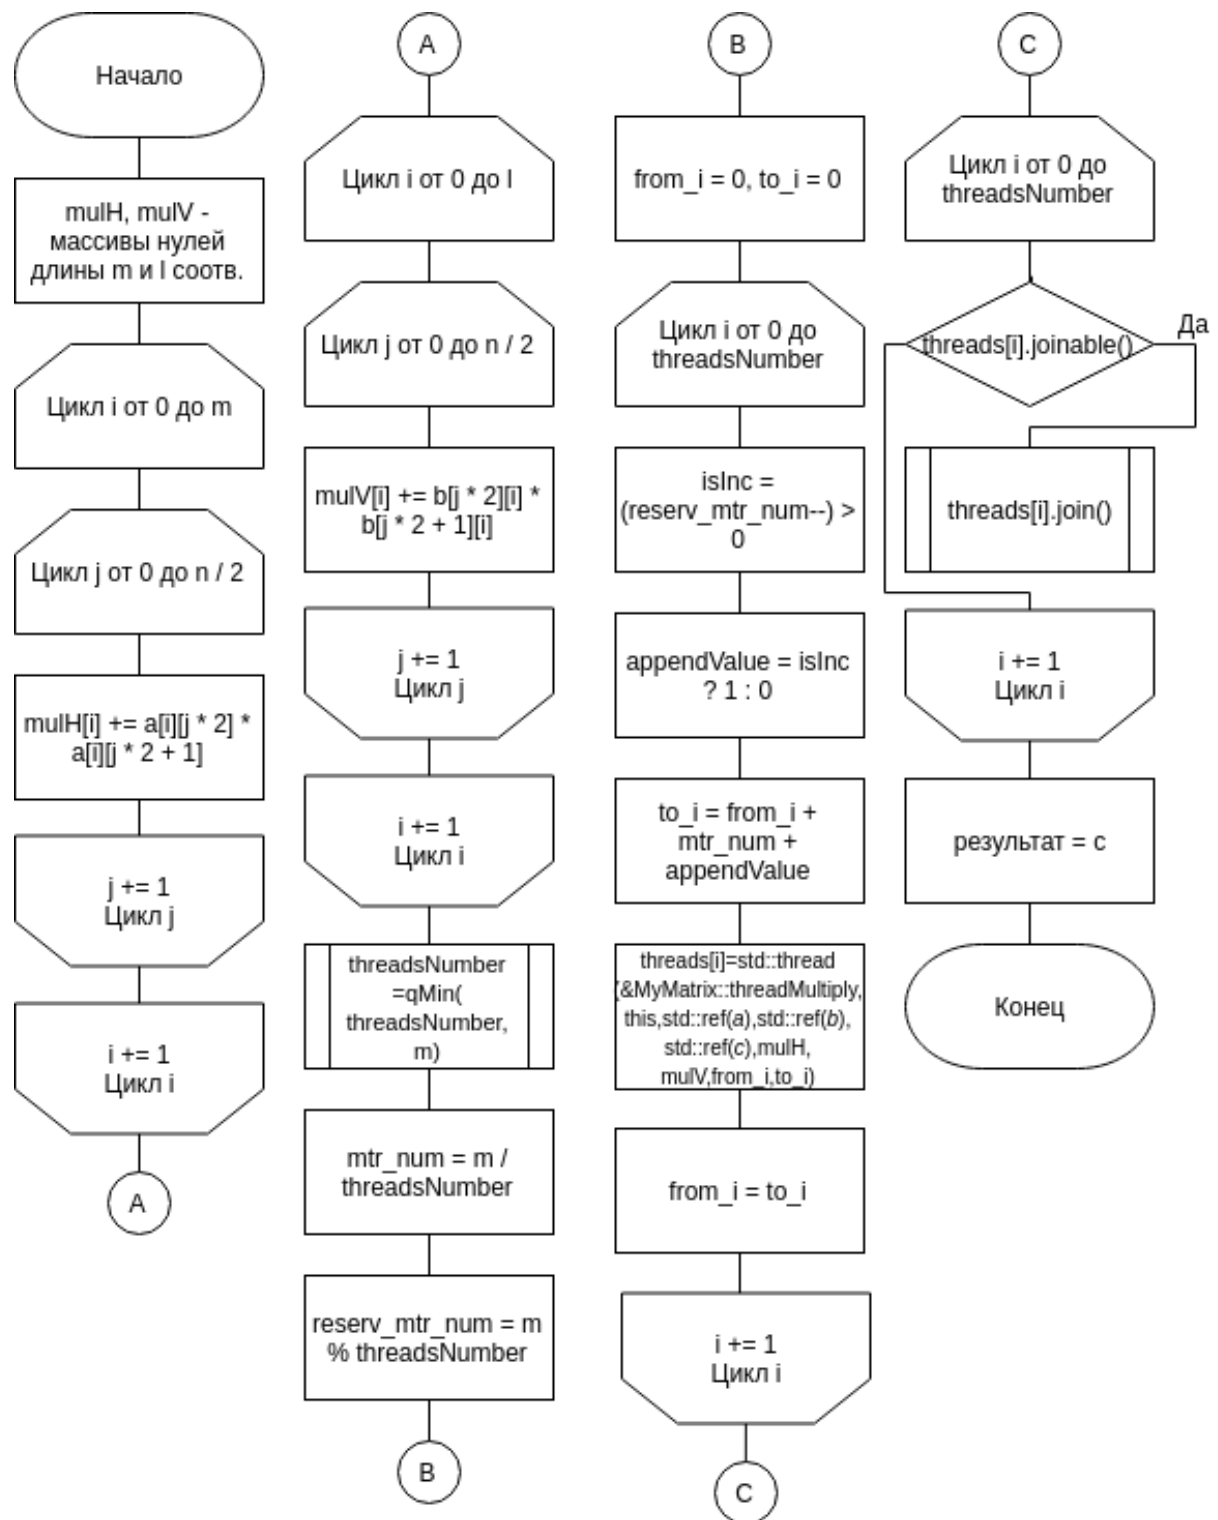 Начало
mulH, mulV -
массивы нулей
длины m и l соотв.
Цикл i от 0 до m
Цикл j от 0 до n / 2
mulH[i] += a[i][j * 2] *
a[i][j * 2 + 1]
j += 1
Цикл j
i += 1
Цикл i
A
A
Цикл i от 0 до l
Цикл j от 0 до n / 2
mulV[i] += b[j * 2][i] *
b[j * 2 + 1][i]
j += 1
Цикл j
i += 1
Цикл i
threadsNumber
=qMin(
threadsNumber,
m)
mtr_num = m /
threadsNumber
reserv_mtr_num = m
% threadsNumber
B
B
from_i = 0, to_i = 0
Цикл i от 0 до
threadsNumber
isInc =
(reserv_mtr_num--) >
0
appendValue = isInc
? 1 : 0
to_i = from_i +
mtr_num +
appendValue
threads[i]=std::thread
(&MyMatrix::threadMultiply,
this,std::ref(a),std::ref(b),
std::ref(c),mulH,
mulV,from_i,to_i)
from_i = to_i
i += 1
Цикл i
C
C
Цикл i от 0 до
threadsNumber
Да
threads[i].joinable()
threads[i].join()
i += 1
Цикл i
результат = c
Конец